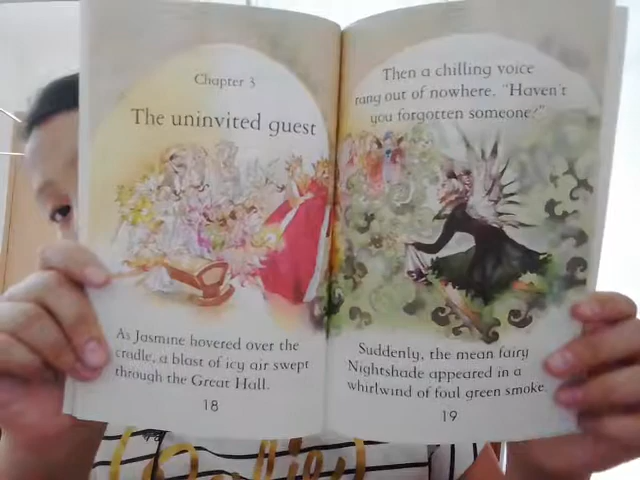 Chapter 3
The uninvited guest
As Jasmine hovered over the
cradle, a blast of icy air swept
through the Great Hall.
18
Then a chilling voice
rang out of nowhere. "Haven't
you forgotten someone?"
Suddenly, the mean fairy
Nightshade appeared in a
whirlwind of foul green smoke.
19